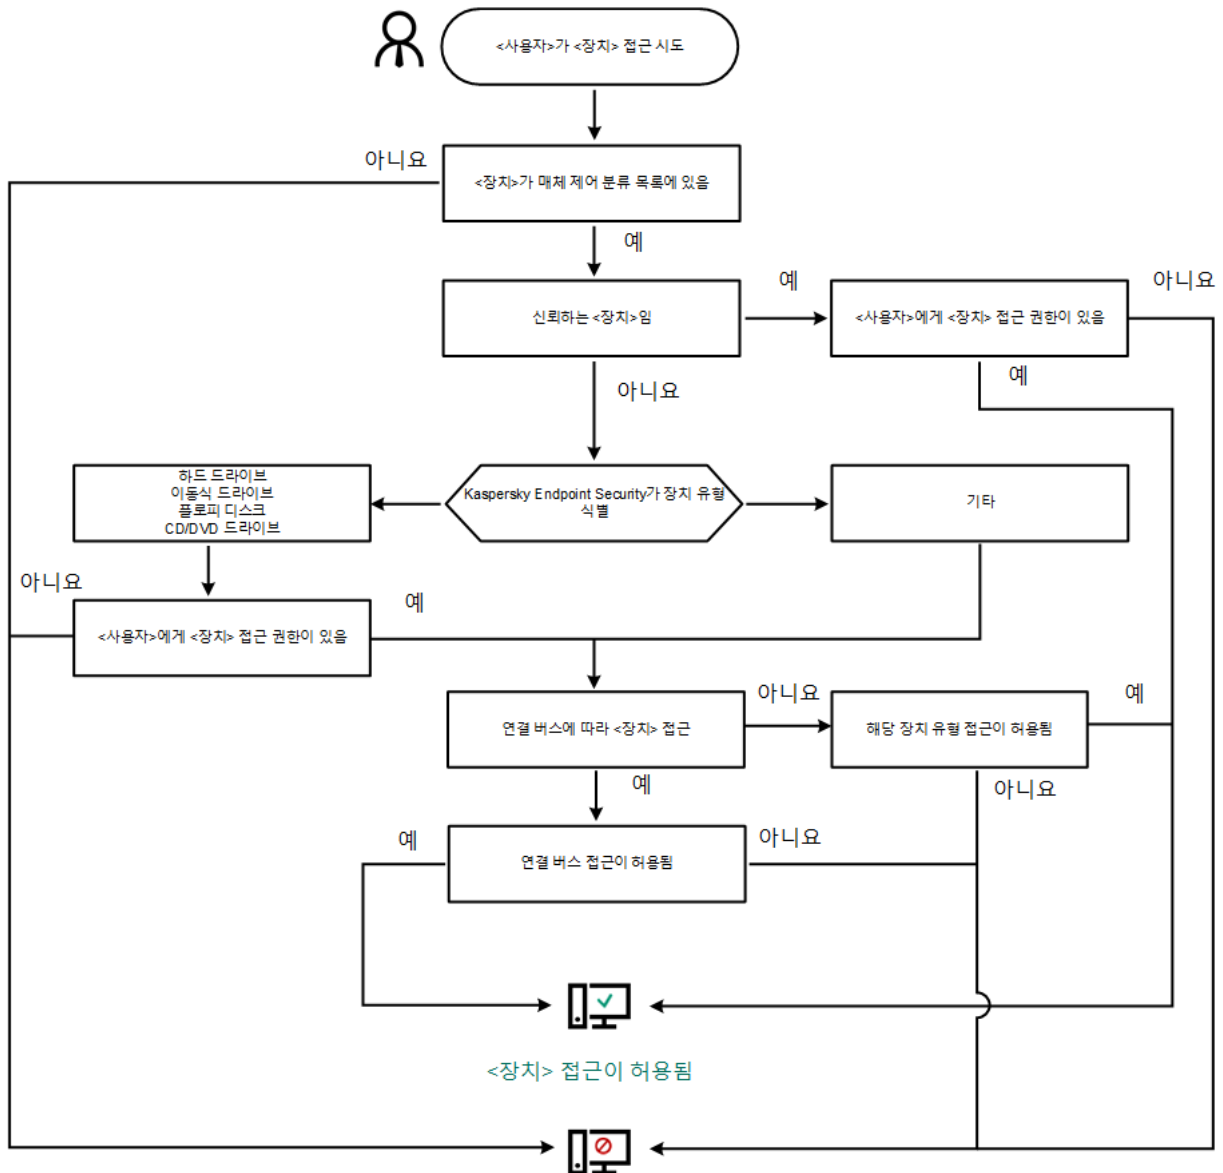 <사용자>가 <장치> 접근 시도
아니요
<장치>가 매체 제어 분류 목록에 있음
예
신뢰하는 <장치>임
예
<사용자>에게 <장치> 접근 권한이 있음
아니요
예
아니요
하드 드라이브
이동식 드라이브
플로피 디스크
CD/DVD 드라이브
Kaspersky Endpoint Security가 장치 유형
식별
기타
아니요
<사용자>에게 <장치> 접근 권한이 있음
예
연결 버스에 따라 <장치> 접근
아니요
해당 장치 유형 접근이 허용됨
예
예
아니요
예
연결 버스 접근이 허용됨
아니요
<장치> 접근이 허용됨